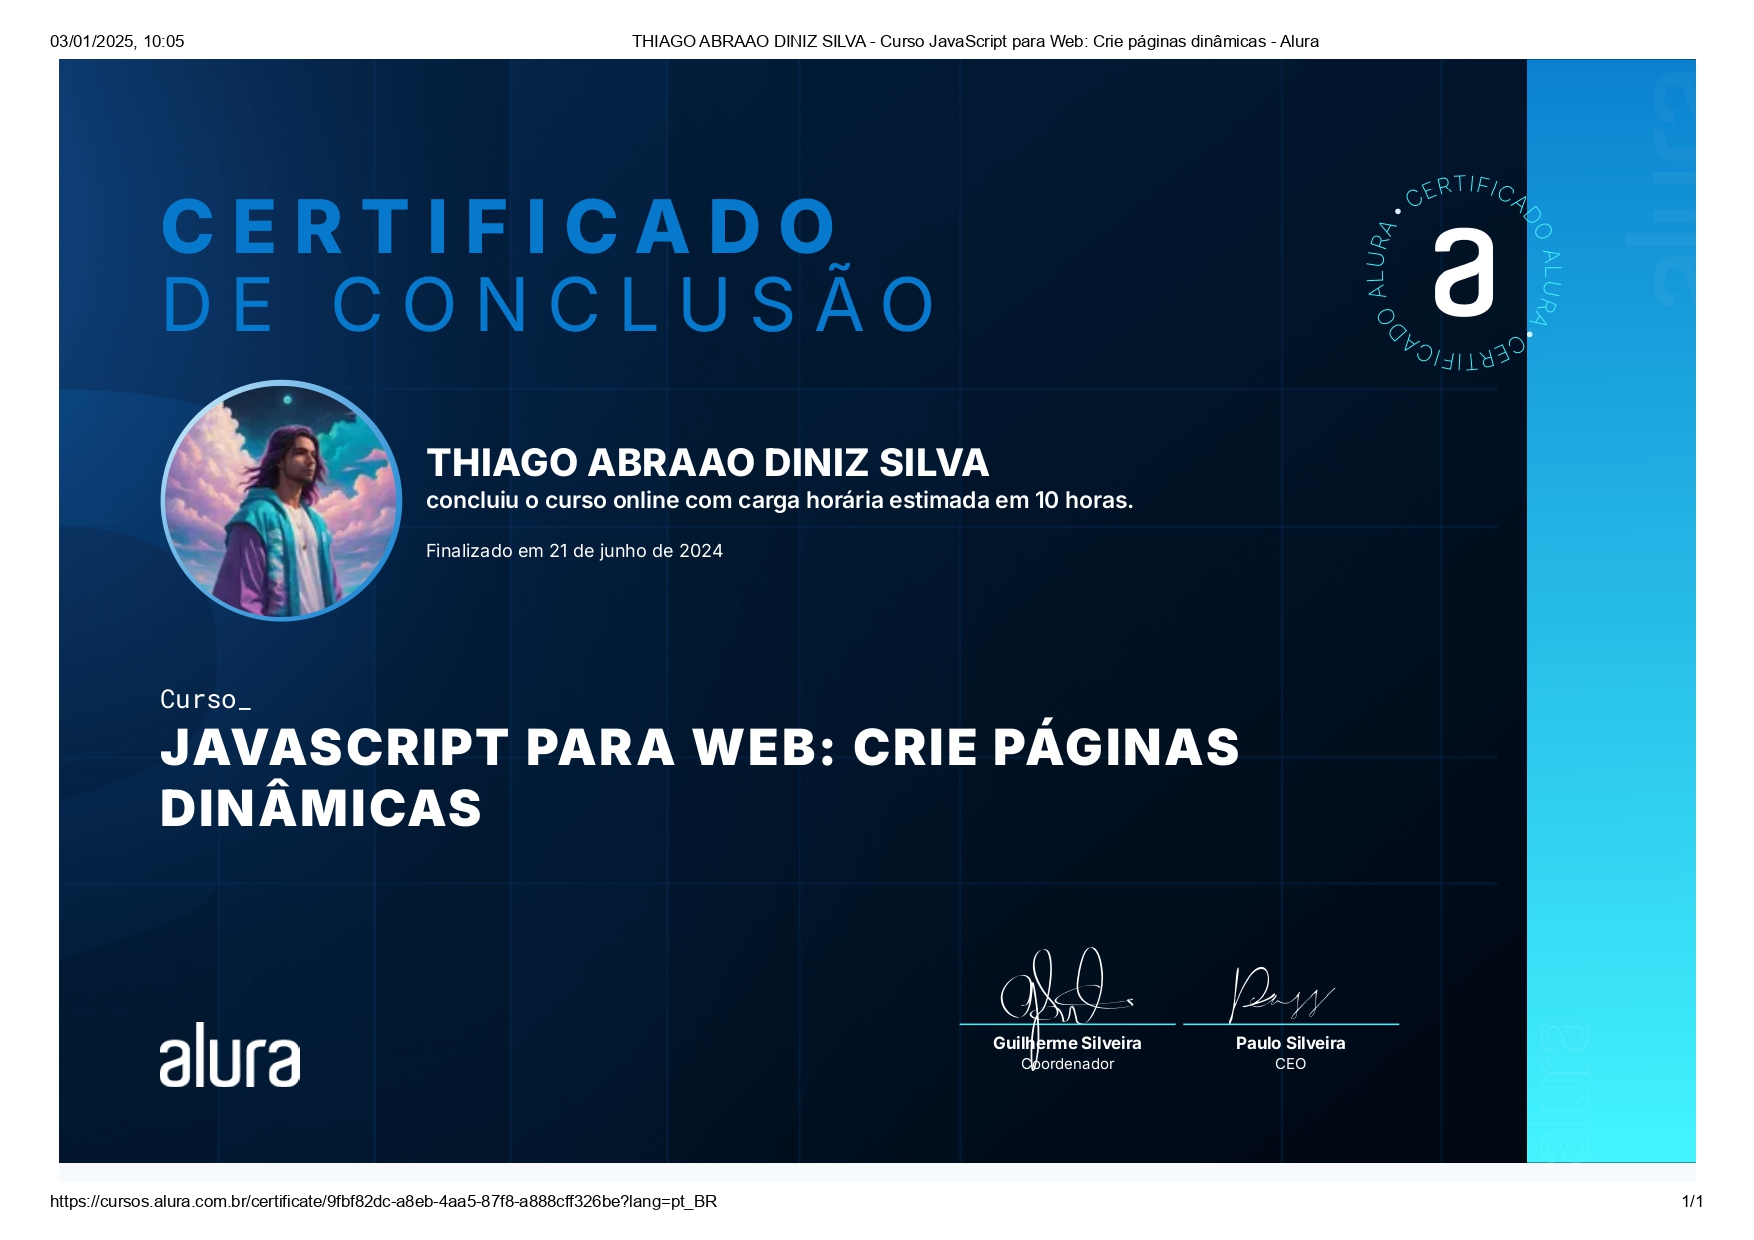 03/01/2025, 10:05
THIAGO ABRAAO DINIZ SILVA - Curso JavaScript para Web: Crie páginas dinâmicas - Alura
CERTIFICADO
DE CONCLUSÃO
CERTIFICADO ALURA • CERTIFICADO ALURA •
a
alura
THIAGO ABRAAO DINIZ SILVA
concluiu o curso online com carga horária estimada em 10 horas.
Finalizado em 21 de junho de 2024
Curso_
JAVASCRIPT PARA WEB: CRIE PÁGINAS
DINÂMICAS
Guilherme Silveira
Coordenador
Paulo Silveira
CEO
alura
alura
https://cursos.alura.com.br/certificate/9fbf82dc-a8eb-4aa5-87f8-a888cff326be?lang=pt_BR
1/1